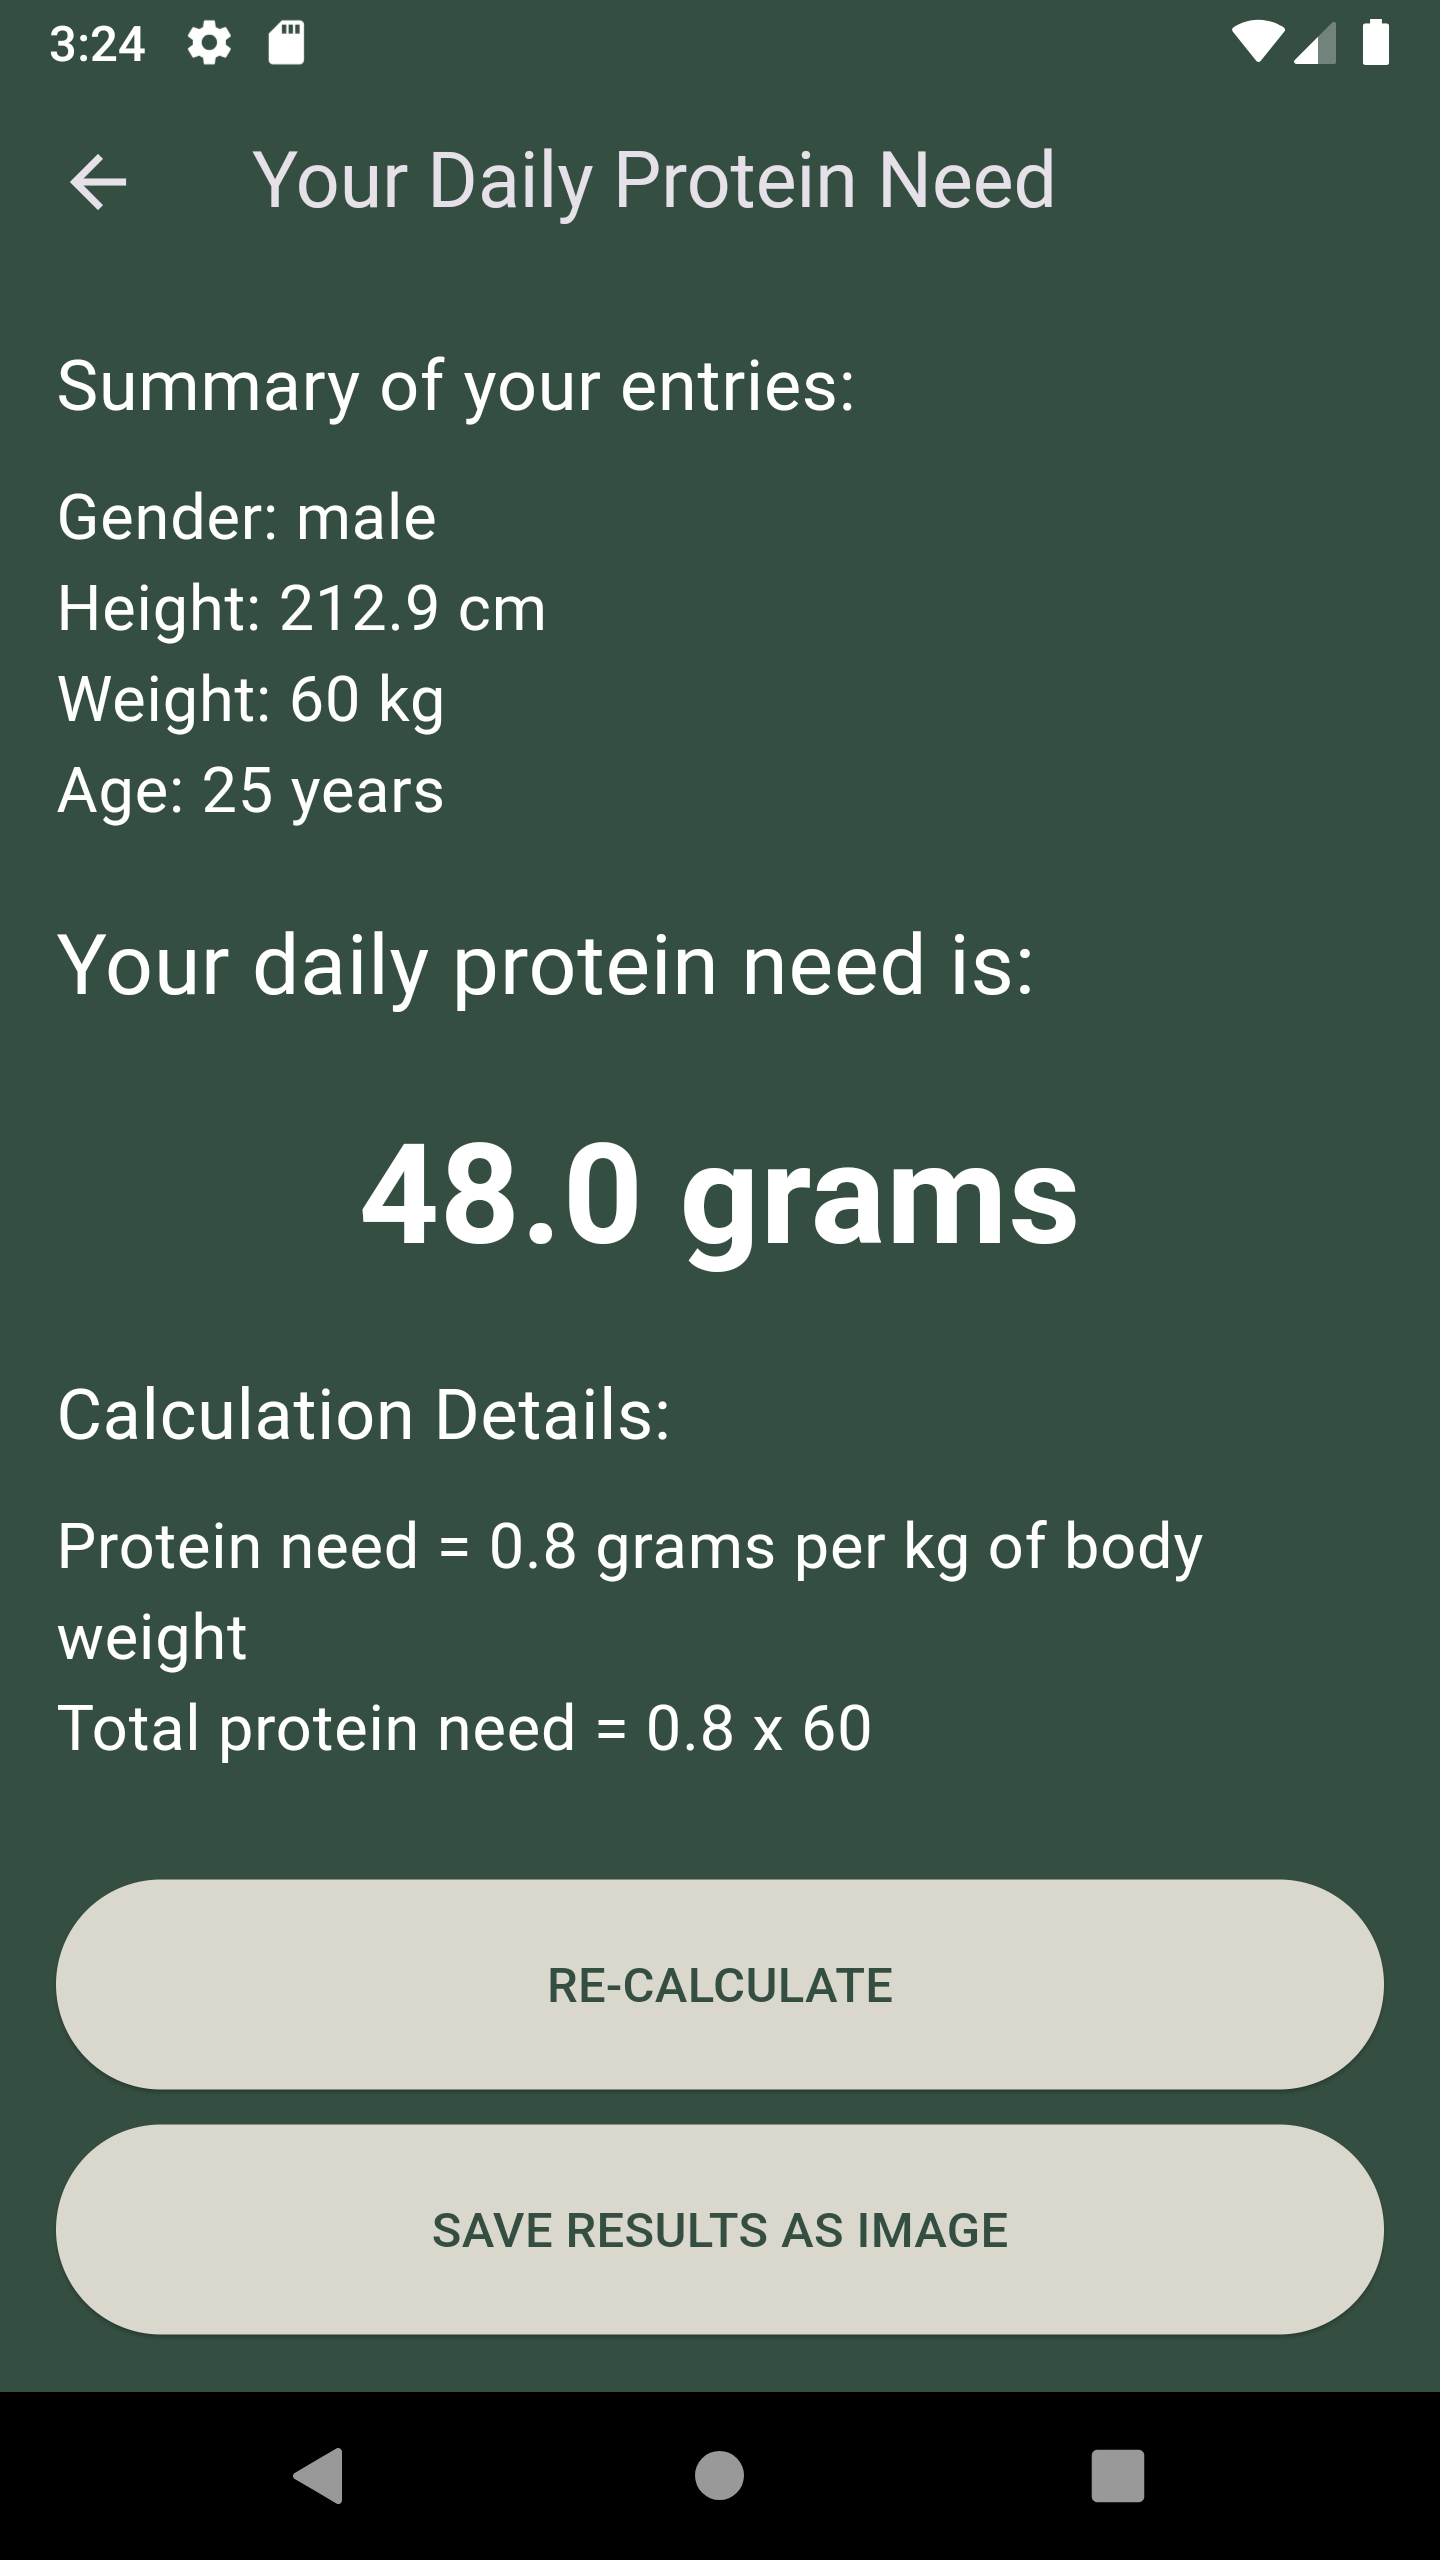 3:24
Your Daily Protein Need
Summary of your entries:
Gender: male
Height: 212.9 cm
Weight: 60 kg
Age: 25 years
Your daily protein need is:
48.0 grams
Calculation Details:
Protein need = 0.8 grams per kg of body
weight
Total protein need = 0.8 x 60
RE-CALCULATE
SAVE RESULTS AS IMAGE